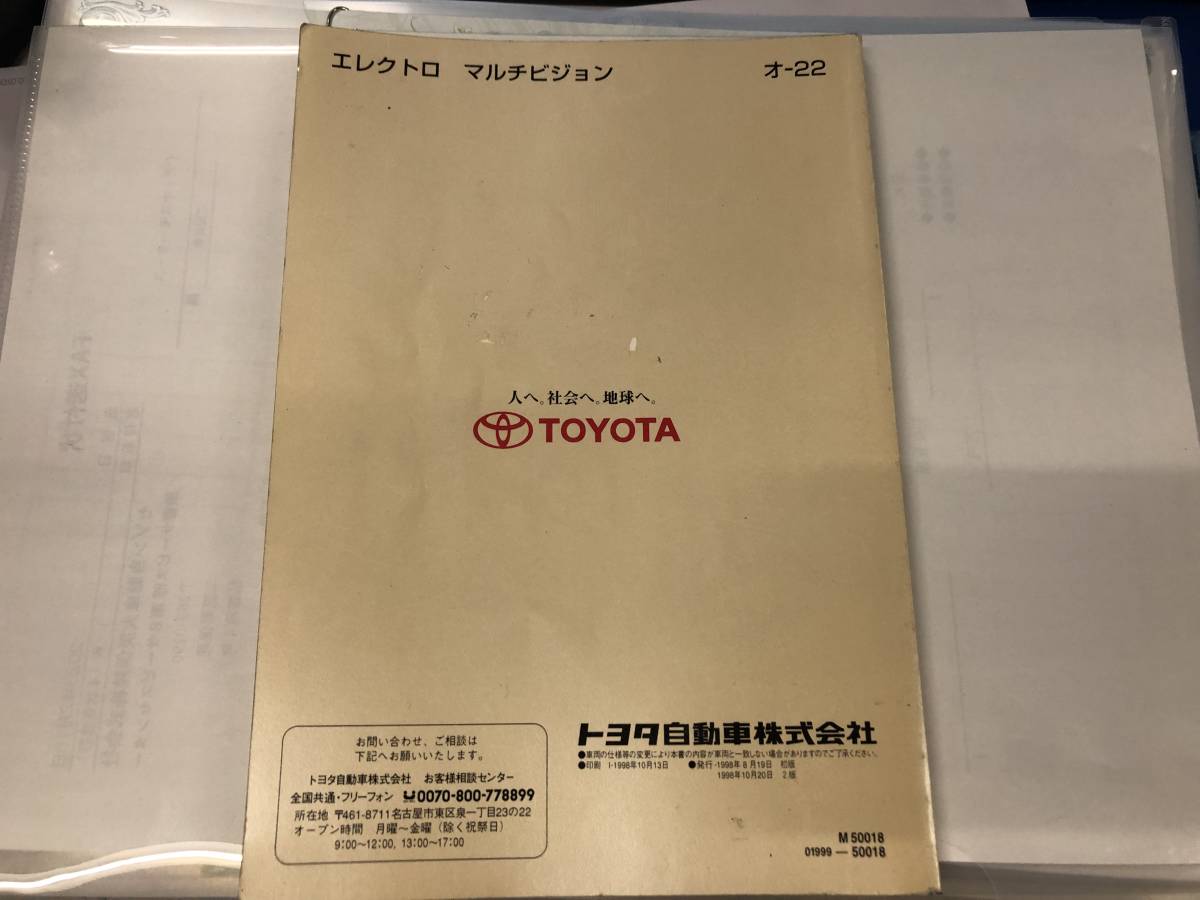 エレクトロ マルチビジョン オ-22
人へ。社会へ。地球へ。
TOYOTA
お問い合わせ、ご相談は
下記へお願いいたします。
トヨタ自動車株式会社 お客様相談センター
全国共通・フリーフォン 0070-800-778899
所在地 〒461-8711名古屋市東区泉一丁目23の22
オープン時間 月曜～金曜（除く祝祭日）
9:00～12:00, 13:00～17:00
トヨタ自動車株式会社
●車両の仕様等の変更により本書の内容が車両と一致しない場合がありますのでご了承ください。
●印刷 I-1998年10月13日 ●発行-1998年8月19日 初版
1998年10月20日 2.版
M 50018
01999-50018